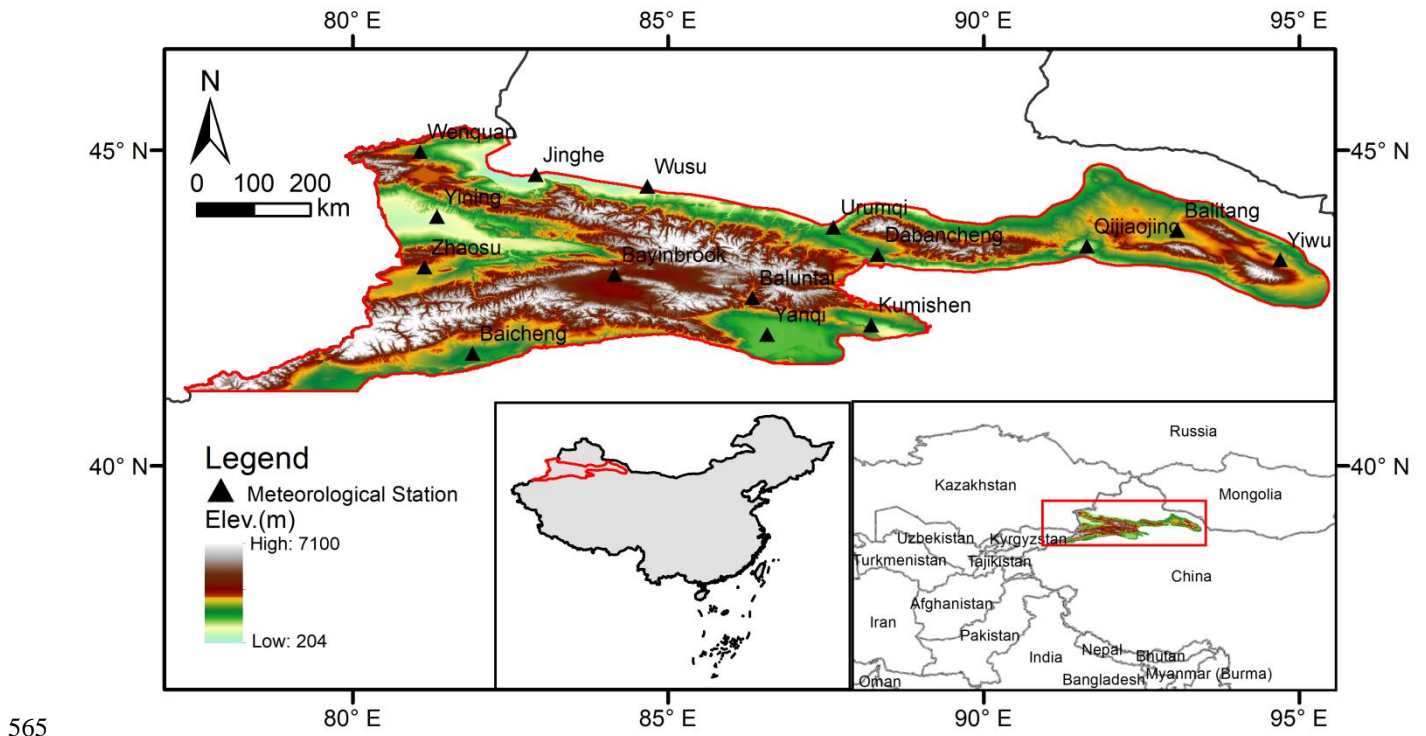 80° E 85° E 90° E 95° E
N
45° N 45° N
0 100 200
km
Wenquan
Jinghe
Wusu
Yining
Urumqi
Zhaosu
Bayinbrook
Dabancheng
Qijiaojing
Balitang
Yiwu
Baluntai
Yanqi
Kumishen
Baicheng
40° N 40° N
Legend
Meteorological Station
Elev.(m)
High: 7100
Low: 204
Russia
Kazakhstan
Mongolia
Uzbekistan
Kyrgyzstan
Turkmenistan
Tajikistan
China
Afghanistan
Iran
Pakistan
India
Nepal
Bhutan
Oman
Bangladesh
Myanmar (Burma)
80° E 85° E 90° E 95° E
565